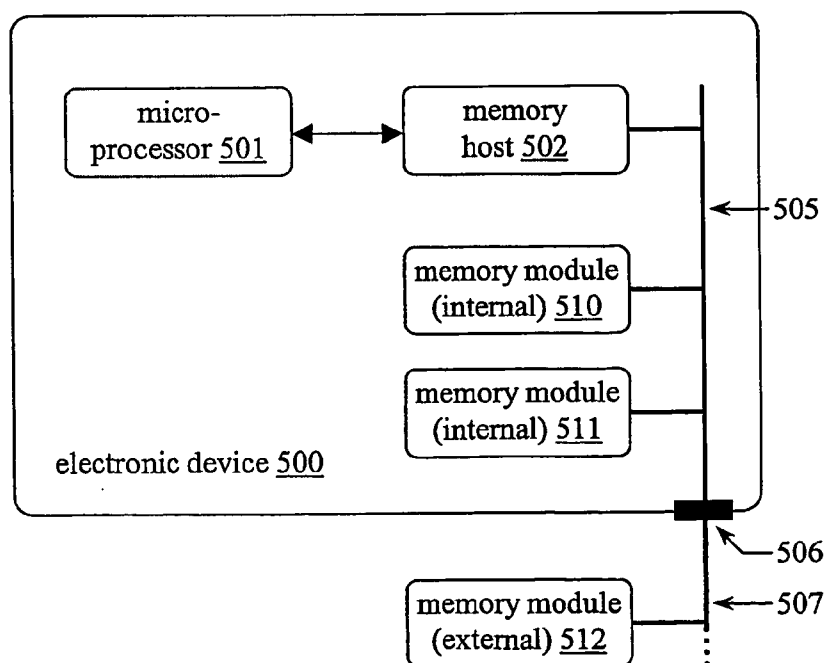 micro-
processor 501
memory
host 502
505
memory module
(internal) 510
memory module
(internal) 511
electronic device 500
506
507
memory module
(external) 512